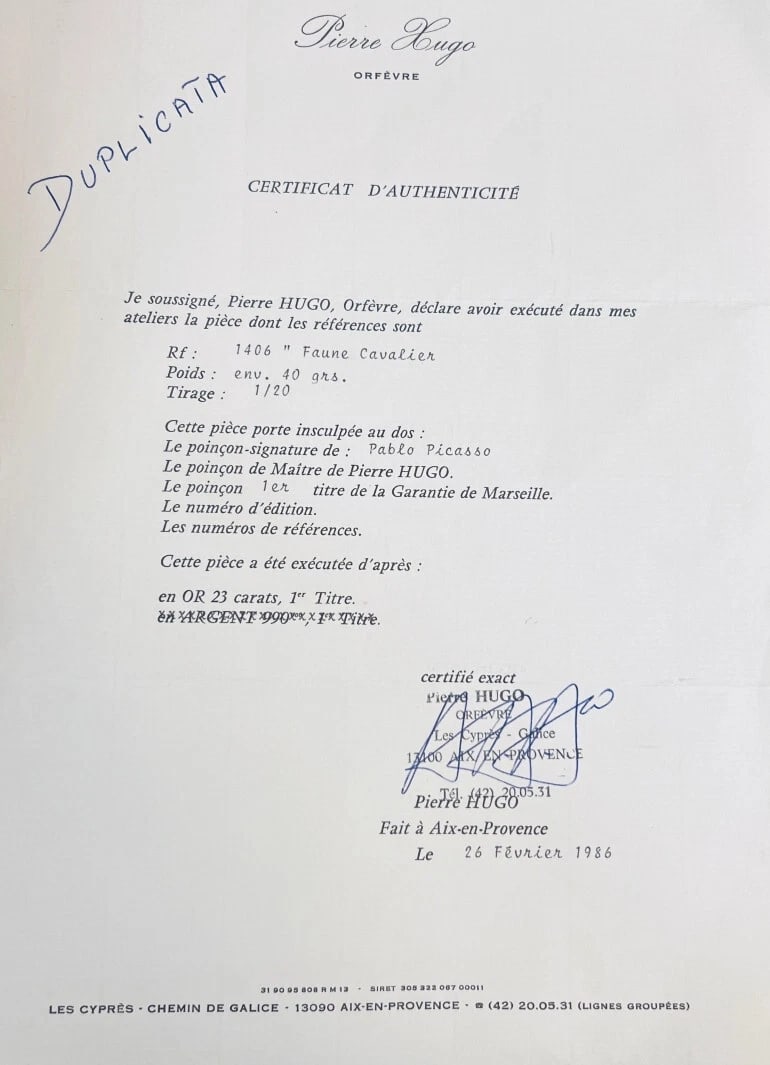 Pierre Hugo
ORFÈVRE
DUPLICATA
CERTIFICAT D'AUTHENTICITÉ
Je soussigné, Pierre HUGO, Orfèvre, déclare avoir exécuté dans mes
ateliers la pièce dont les références sont
Rf : 1406 " Faune Cavalier
Poids : env. 40 grs.
Tirage : 1/20
Cette pièce porte insculpée au dos :
Le poinçon-signature de : Pablo Picasso
Le poinçon de Maître de Pierre HUGO.
Le poinçon 1er titre de la Garantie de Marseille.
Le numéro d'édition.
Les numéros de références.
Cette pièce a été exécutée d'après :
en OR 23 carats, 1er Titre.
en ARGENT 990, 1er Titre.
certifié exact
Pierre HUGO
ORFÈVRE
Les Cyprès - Galice
13100 AIX/EN-PROVENCE
Tél. (42) 20.05.31
Pierre HUGO
Fait à Aix-en-Provence
Le 26 Février 1986
31 90 95 808 R M 13 · SIRET 305 322 067 00011
LES CYPRÈS · CHEMIN DE GALICE · 13090 AIX-EN-PROVENCE · ☎ (42) 20.05.31 (LIGNES GROUPÉES)